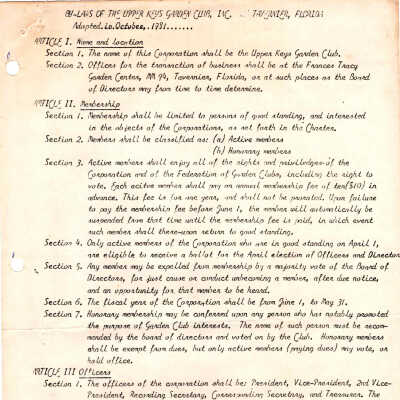 BY-LAWS OF THE UPPER KEYS GARDEN CLUB, INC. TAVERNIER, FLORIDA
Adopted in October, 1981.....
ARTICLE I. Name and location
Section 1. The name of this Corporation shall be the Upper Keys Garden Club.
Section 2. Offices for the transaction of business shall be at the Frances Tracy
Garden Center, MM 94, Tavernier, Florida, or at such places as the Board
of Directors may from time to time determine.
ARTICLE II. Membership
Section 1. Membership shall be limited to persons of good standing, and interested
in the objects of the Corporations, as set forth in the Charter.
Section 2. Members shall be classified as: (a) Active members
(b) Honorary members
Section 3. Active members shall enjoy all of the rights and priviledges of the
Corporation and of the Federation of Garden Clubs, including the right to
vote. Each acitve member shall pay an annual membership fee of ten($10) in
advance. This fee is for one year, and shall not be prorated. Upon failure
to pay the membership fee before June 1, the member will automatically be
suspended from that time until the membership fee is paid, in which event
such member shall there-upon return to good standing.
Section 4. Only active members of the Corporation who are in good standing on April 1,
are eligible to receive a ballot for the April election of Officers and Director
Section 5. Any member may be expelled from membership by a majority vote of the Board of
Directors, for just cause or conduct unbecoming a member, after due notice,
and an opportunity for that member to be heard.
Section 6. The fiscal year of the Corporation shall be from June 1, to May 31.
Section 7. Honorary membership may be conferred upon any person who has notably promoted
the purpose of Garden Club interests. The name of such person must be recom-
mended by the board of directors and voted on by the Club. Honorary members
shall be exempt from dues, but only active members (paying dues) may vote, or
hold office.
ARTICLE III Officers
Section 1. The officers of the corporation shall be: President, Vice-President, 2nd Vice-
President, Recording Secretary, Corresponding Secretary, and Treasurer. The